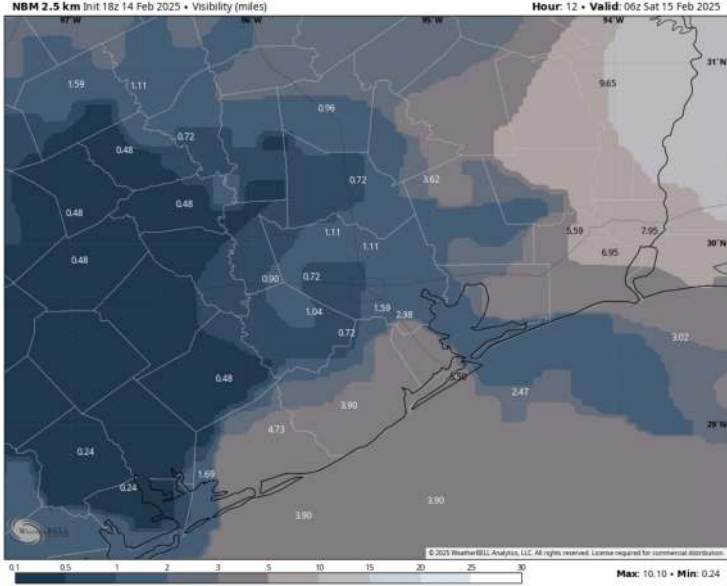 NBM 2.5 km Init 18z 14 Feb 2025 • Visibility (miles)
Hour: 12 • Valid: 06z Sat 15 Feb 2025
97°W 96°W 95°W 94°W
31°N
1.59 1.11 9.65
0.96
0.72
0.48
0.72 3.62
0.48 0.48
1.11 5.59 7.95
1.11 6.95 30°N
0.48
0.90 0.72
1.04 1.59
2.98
0.72 3.02
0.48 5.50
2.47
3.90
4.73 29°N
0.24
1.69
0.24
3.90
3.90
WeatherBELL
© 2025 WeatherBELL Analytics, LLC. All rights reserved. License required for commercial distribution.
0.1 0.5 1 2 3 5 10 15 20 25 30
Max: 10.10 • Min: 0.24